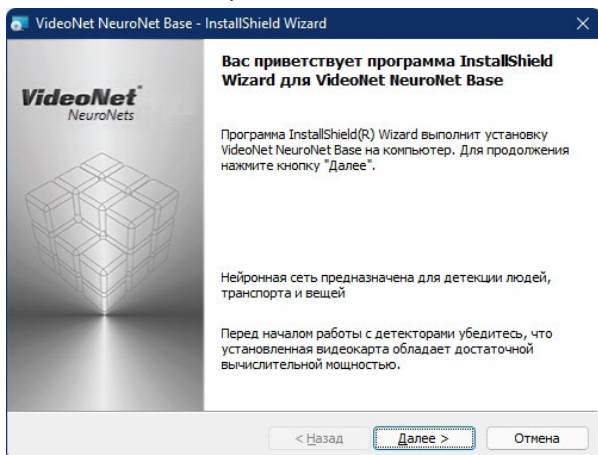 VideoNet NeuroNet Base - InstallShield Wizard
VideoNet
NeuroNets
Вас приветствует программа InstallShield
Wizard для VideoNet NeuroNet Base
Программа InstallShield(R) Wizard выполнит установку
VideoNet NeuroNet Base на компьютер. Для продолжения
нажмите кнопку "Далее".
Нейронная сеть предназначена для детекции людей,
транспорта и вещей
Перед началом работы с детекторами убедитесь, что
установленная видеокарта обладает достаточной
вычислительной мощностью.
< Назад
Далее >
Отмена